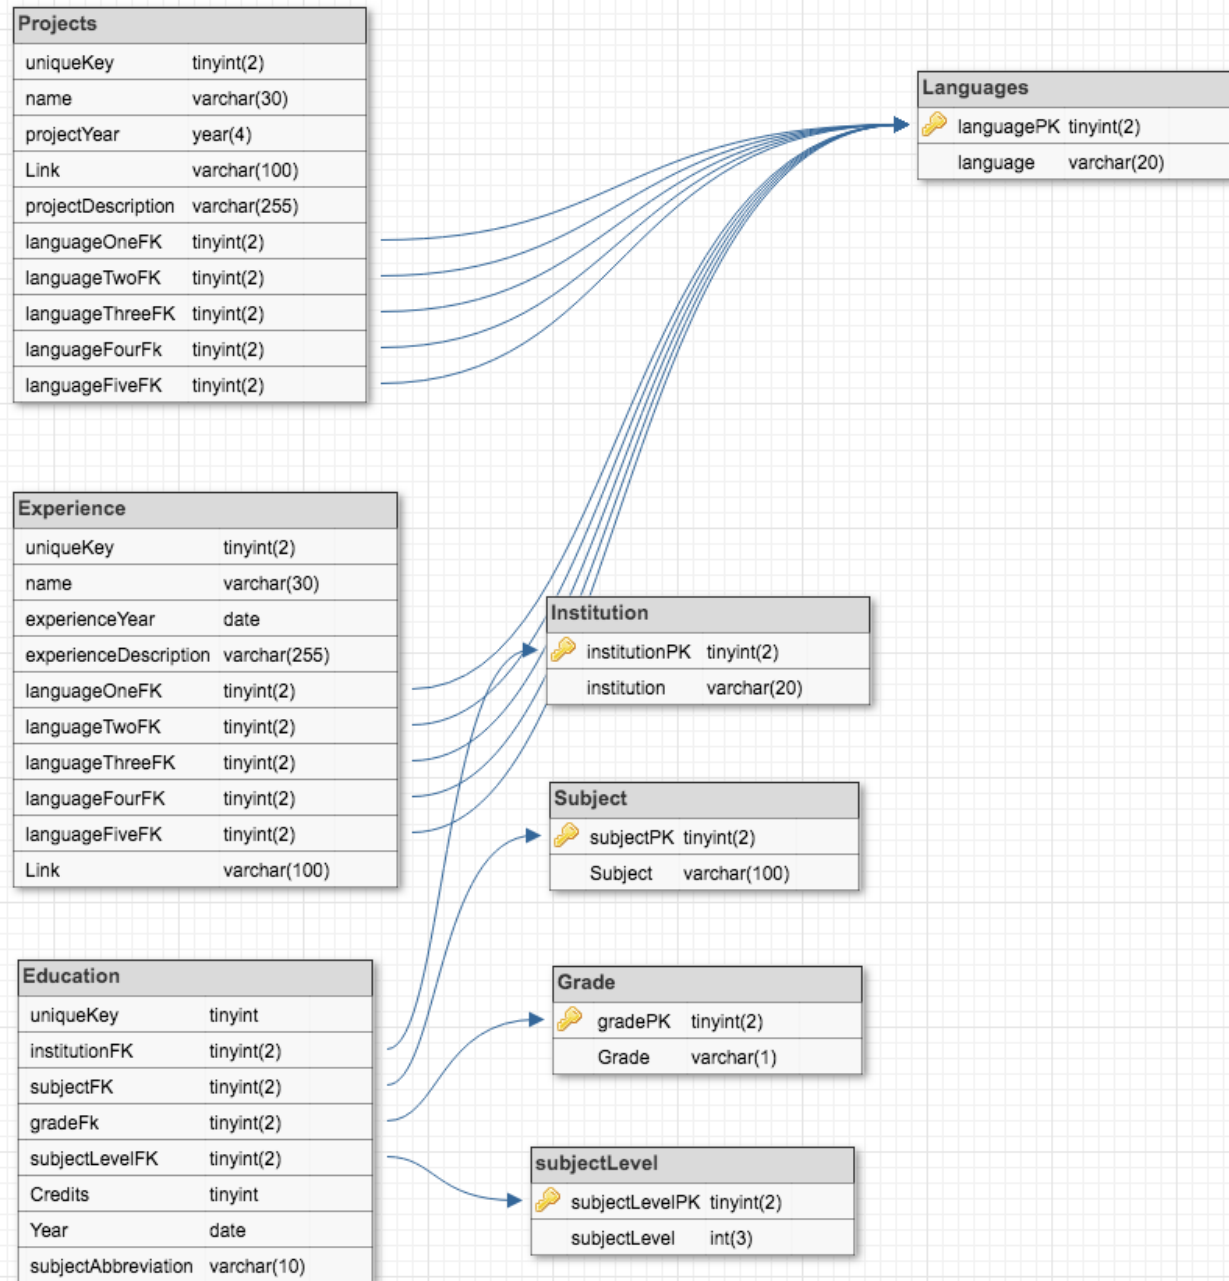 Projects
uniqueKey tinyint(2)
name varchar(30)
projectYear year(4)
Link varchar(100)
projectDescription varchar(255)
languageOneFK tinyint(2)
languageTwoFK tinyint(2)
languageThreeFK tinyint(2)
languageFourFk tinyint(2)
languageFiveFK tinyint(2)
Languages
languagePK tinyint(2)
language varchar(20)
Experience
uniqueKey tinyint(2)
name varchar(30)
experienceYear date
experienceDescription varchar(255)
languageOneFK tinyint(2)
languageTwoFK tinyint(2)
languageThreeFK tinyint(2)
languageFourFK tinyint(2)
languageFiveFK tinyint(2)
Link varchar(100)
Institution
institutionPK tinyint(2)
institution varchar(20)
Subject
subjectPK tinyint(2)
Subject varchar(100)
Education
uniqueKey tinyint
institutionFK tinyint(2)
subjectFK tinyint(2)
gradeFk tinyint(2)
subjectLevelFK tinyint(2)
Credits tinyint
Year date
subjectAbbreviation varchar(10)
Grade
gradePK tinyint(2)
Grade varchar(1)
subjectLevel
subjectLevelPK tinyint(2)
subjectLevel int(3)